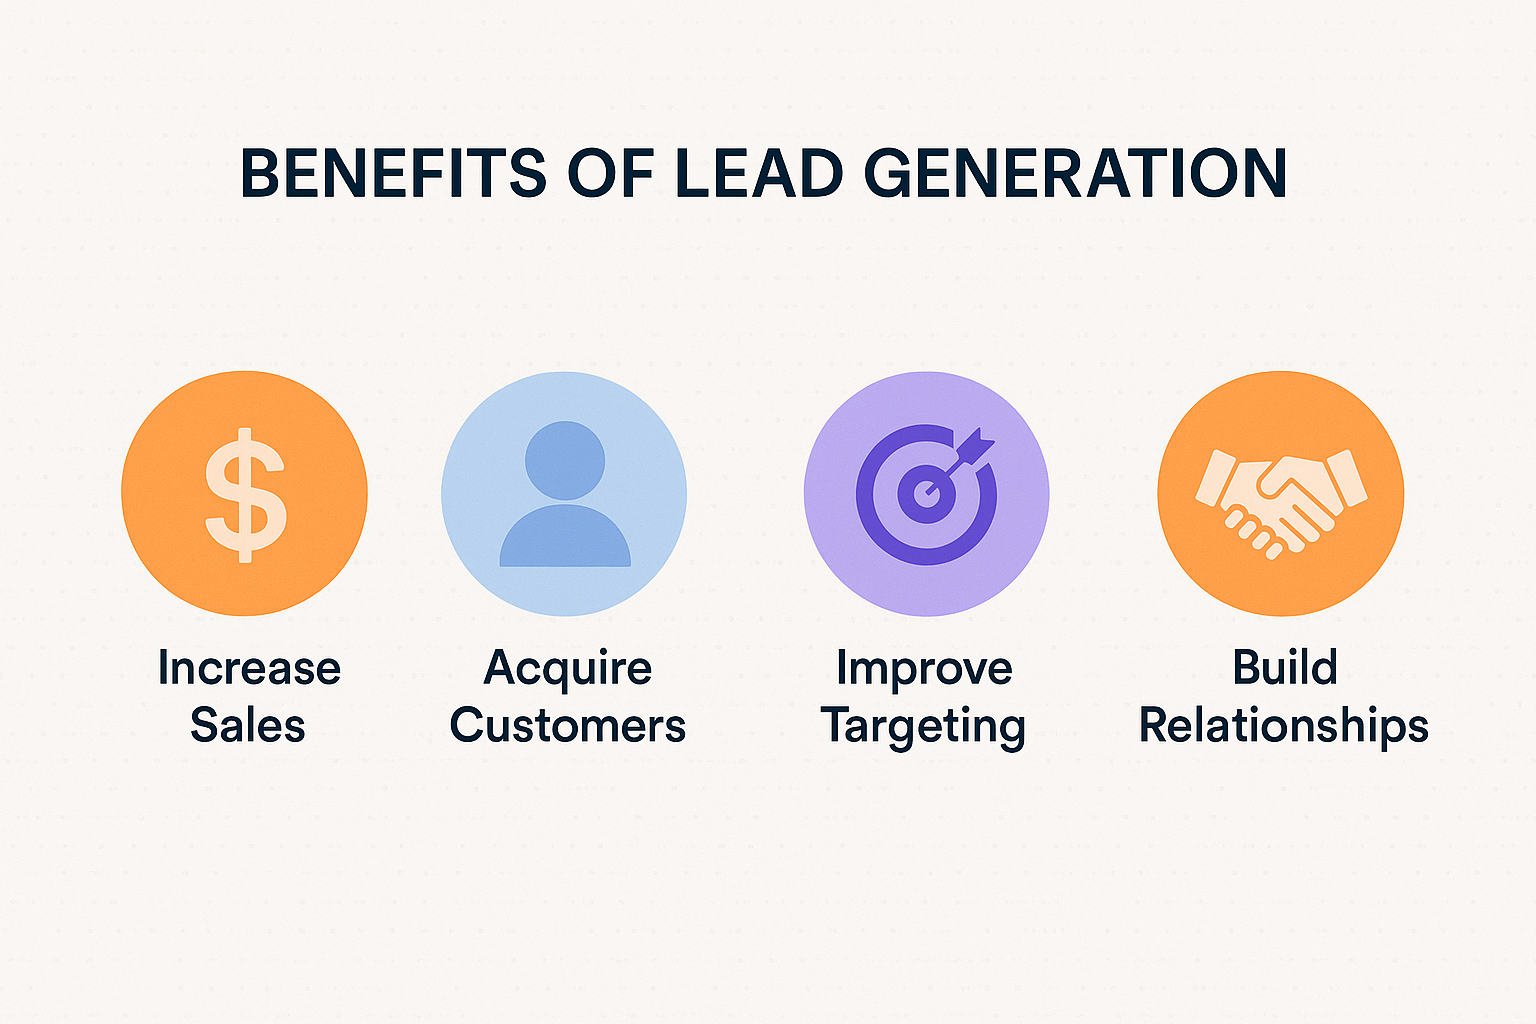 BENEFITS OF LEAD GENERATION
$
Increase
Sales
Acquire
Customers
Improve
Targeting
Build
Relationships